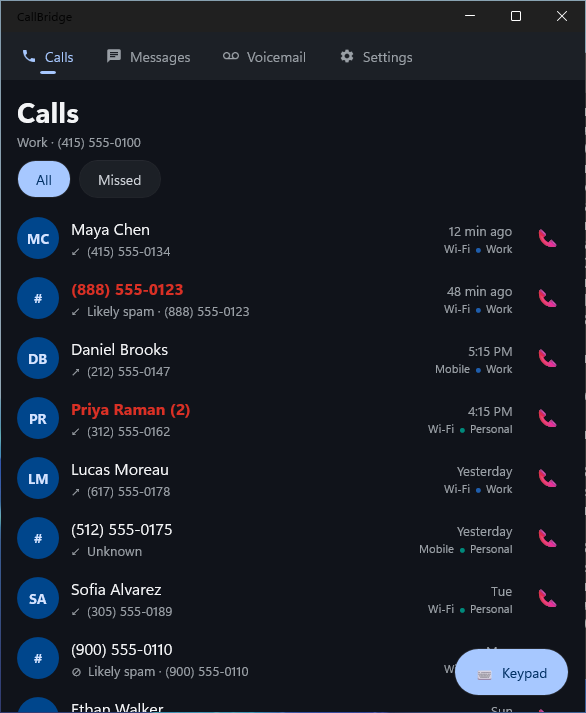 CallBridge
Calls Messages Voicemail Settings
Calls
Work · (415) 555-0100
All Missed
MC Maya Chen 12 min ago
↙ (415) 555-0134 Wi-Fi • Work
# (888) 555-0123 48 min ago
↙ Likely spam · (888) 555-0123 Wi-Fi • Work
DB Daniel Brooks 5:15 PM
↗ (212) 555-0147 Mobile • Work
PR Priya Raman (2) 4:15 PM
↙ (312) 555-0162 Wi-Fi • Personal
LM Lucas Moreau Yesterday
↗ (617) 555-0178 Wi-Fi • Work
# (512) 555-0175 Yesterday
↙ Unknown Mobile • Personal
SA Sofia Alvarez Tue
↙ (305) 555-0189 Wi-Fi • Personal
# (900) 555-0110
⊘ Likely spam · (900) 555-0110
Keypad
Ethan Walker Sun